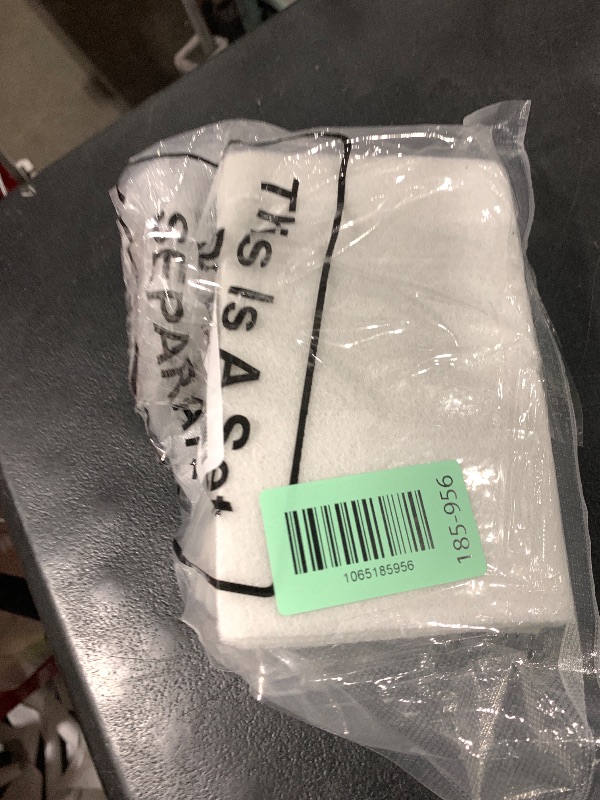 This Is A Set
SEPARATE
1065185956
185-956